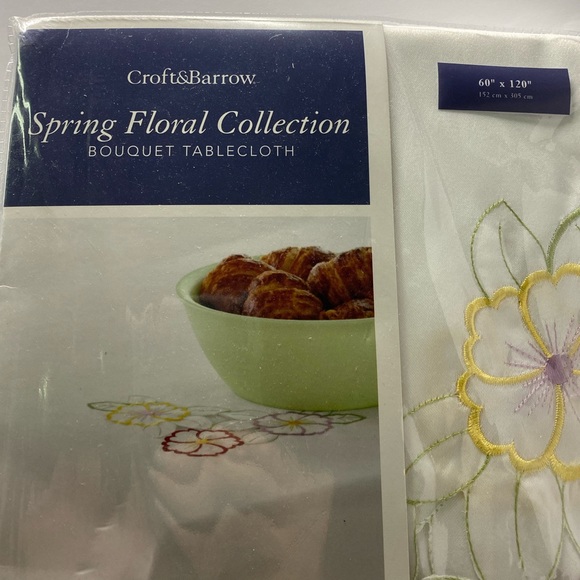 Croft&Barrow
Spring Floral Collection
BOUQUET TABLECLOTH
60" x 120"
152 cm x 305 cm